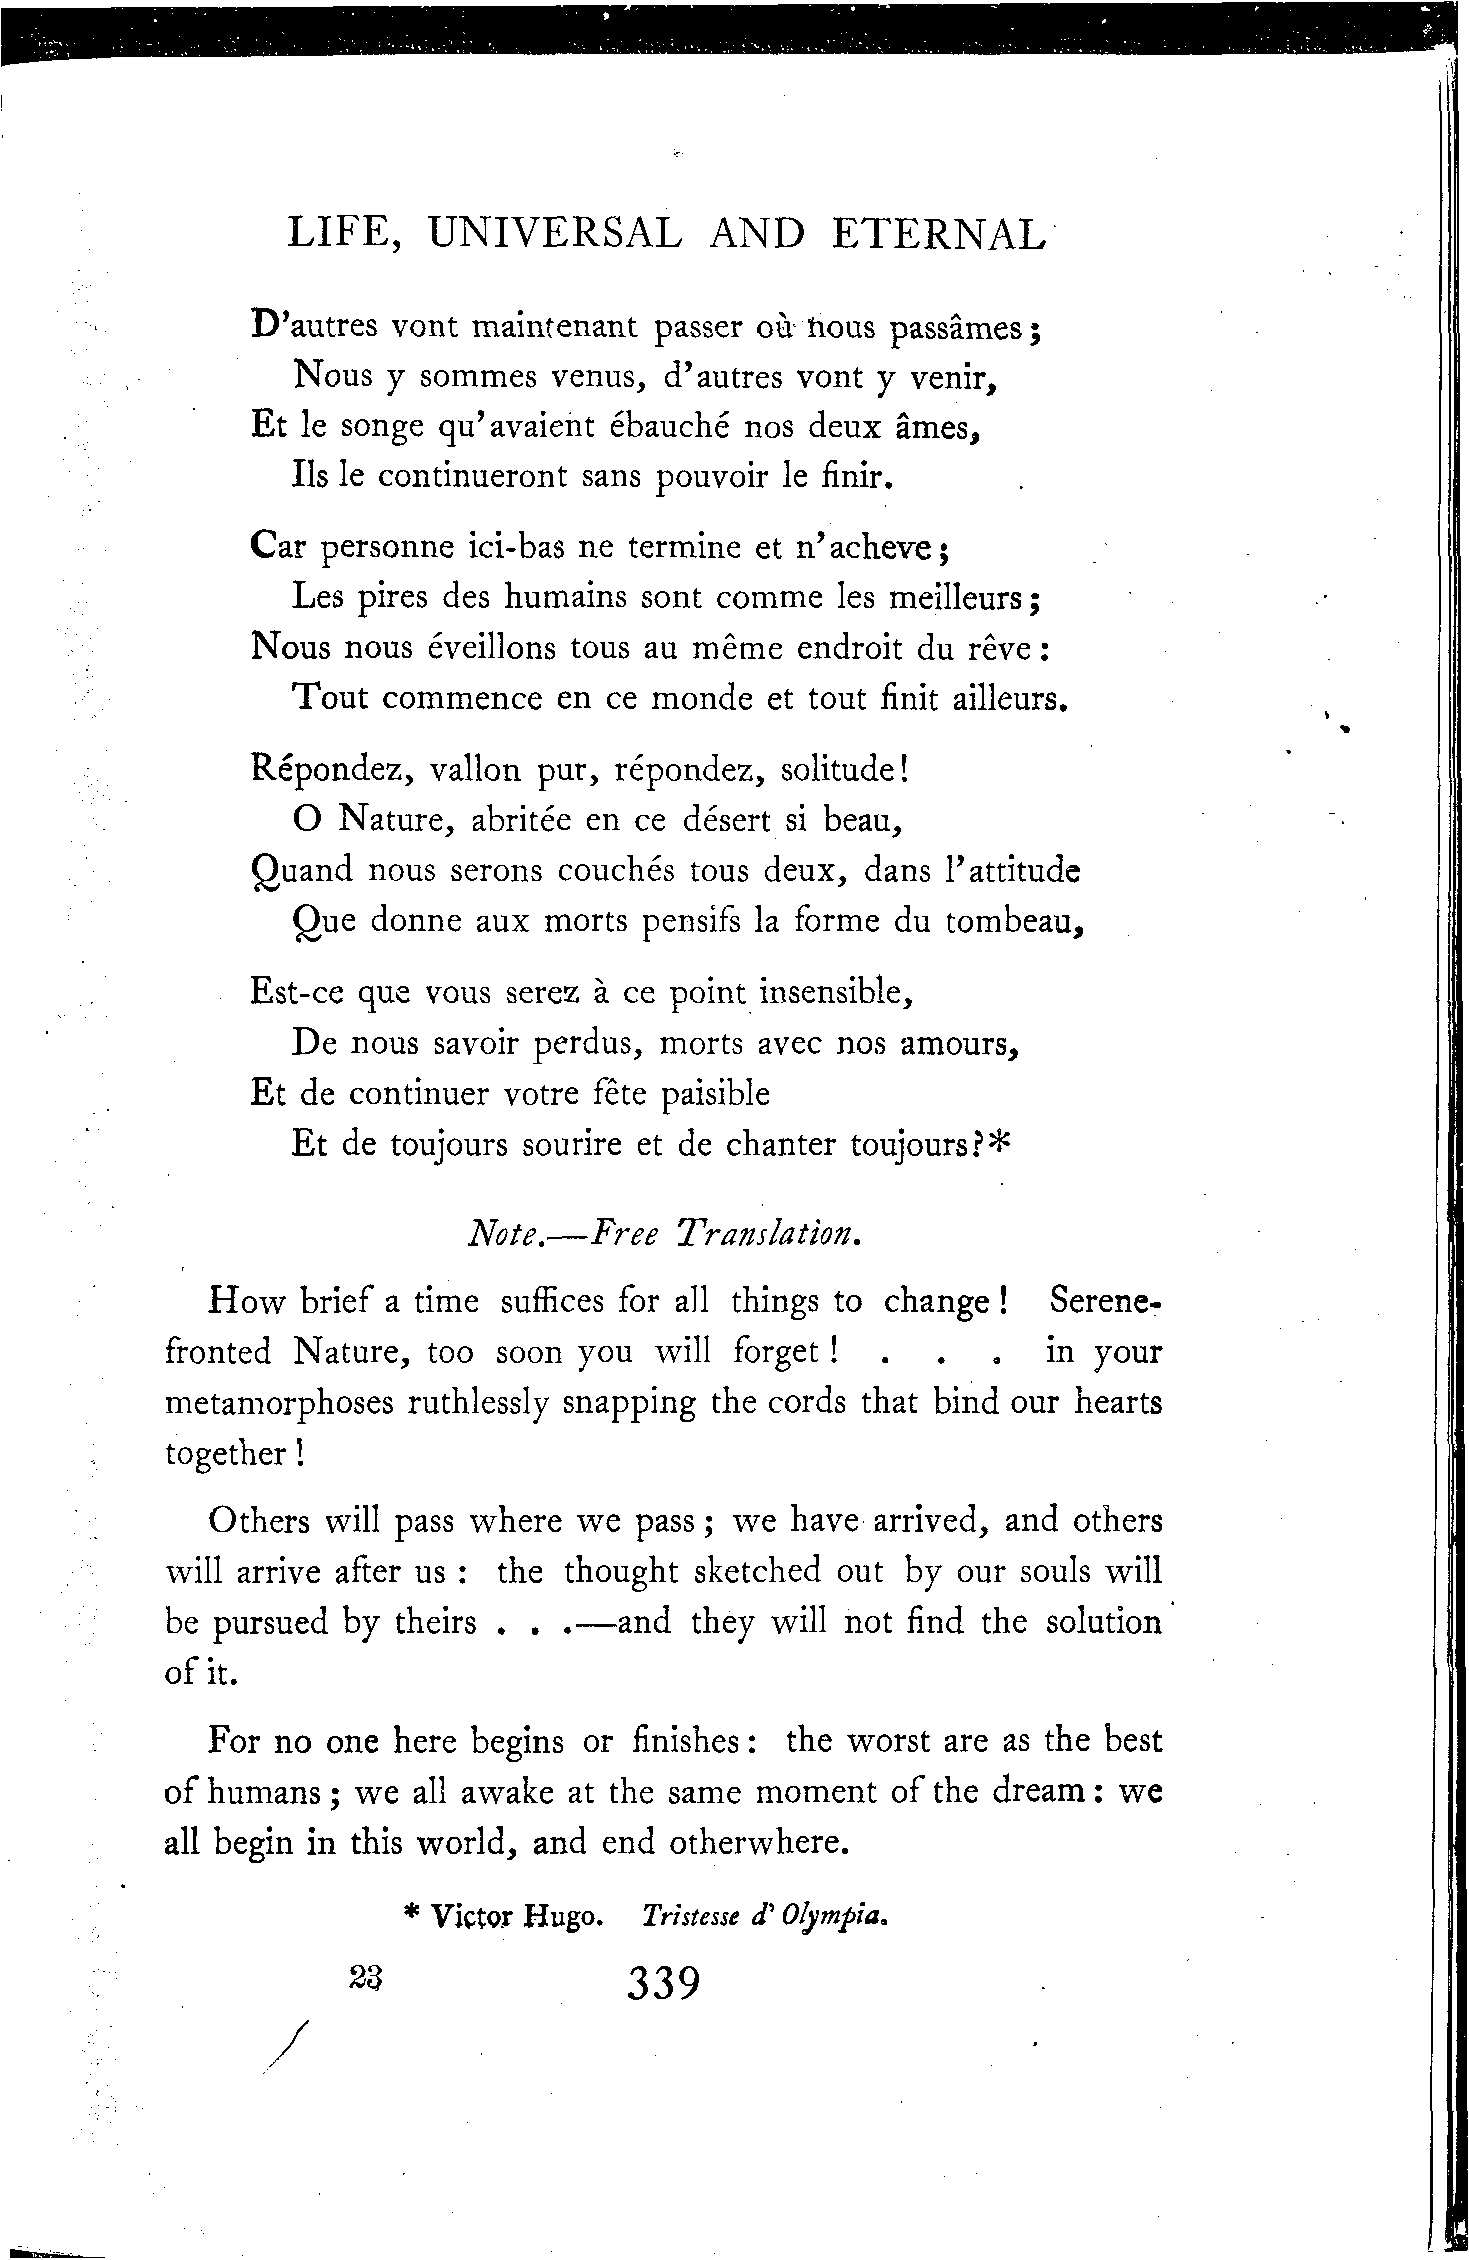 LIFE, UNIVERSAL AND ETERNAL
D'autres vont maintenant passer où nous passâmes;
Nous y sommes venus, d'autres vont y venir,
Et le songe qu'avaient ébauché nos deux âmes,
Ils le continueront sans pouvoir le finir.
Car personne ici-bas ne termine et n'acheve;
Les pires des humains sont comme les meilleurs;
Nous nous éveillons tous au même endroit du rêve:
Tout commence en ce monde et tout finit ailleurs.
Répondez, vallon pur, répondez, solitude!
O Nature, abritée en ce désert si beau,
Quand nous serons couchés tous deux, dans l'attitude
Que donne aux morts pensifs la forme du tombeau,
Est-ce que vous serez à ce point insensible,
De nous savoir perdus, morts avec nos amours,
Et de continuer votre fête paisible
Et de toujours sourire et de chanter toujours?*
Note.—Free Translation.
How brief a time suffices for all things to change! Serene-
fronted Nature, too soon you will forget! . . . in your
metamorphoses ruthlessly snapping the cords that bind our hearts
together!
Others will pass where we pass; we have arrived, and others
will arrive after us: the thought sketched out by our souls will
be pursued by theirs . . .—and they will not find the solution
of it.
For no one here begins or finishes: the worst are as the best
of humans; we all awake at the same moment of the dream: we
all begin in this world, and end otherwhere.
* Victor Hugo. Tristesse d'Olympia.
23 339